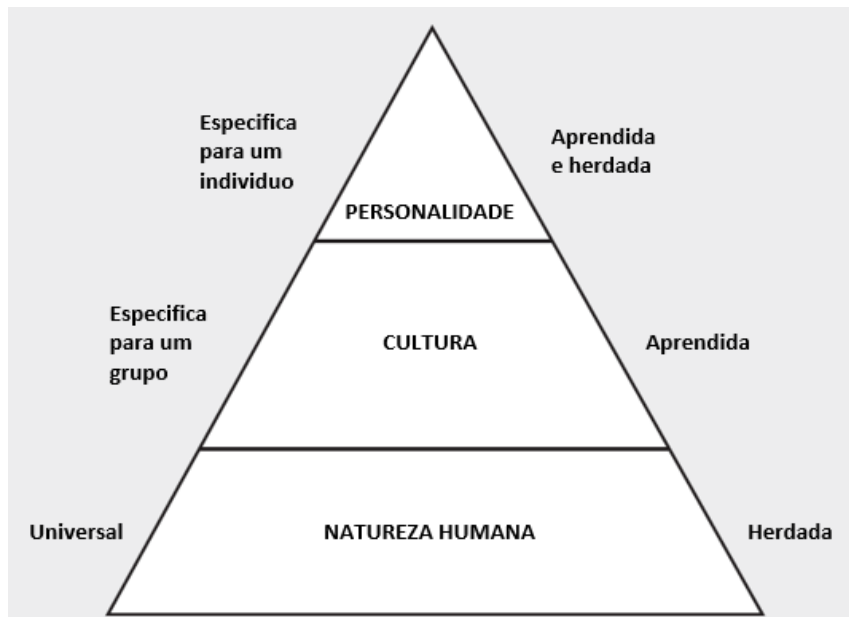 Especifica
para um
individuo
Aprendida
e herdada
PERSONALIDADE
Especifica
para um
grupo
CULTURA
Aprendida
Universal
NATUREZA HUMANA
Herdada